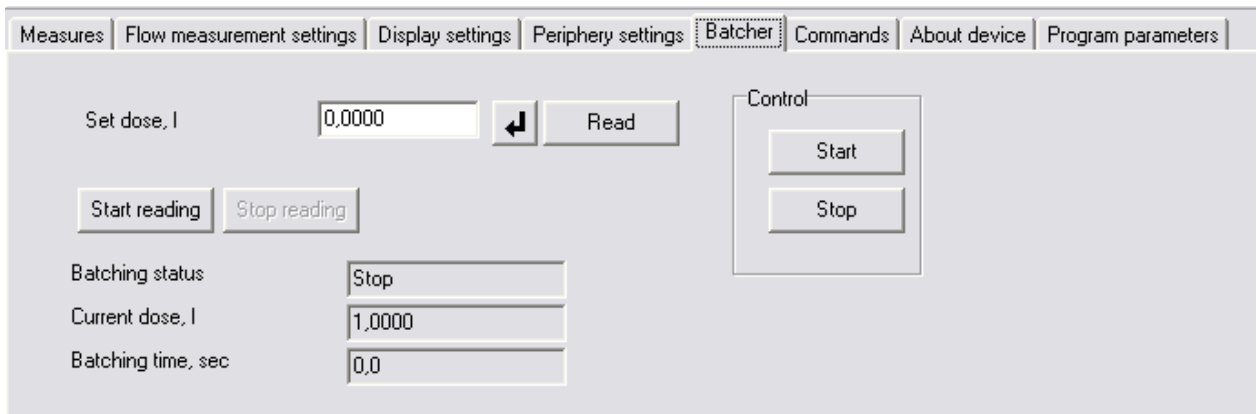 Measures Flow measurement settings Display settings Periphery settings Batcher Commands About device Program parameters
Set dose, l 0,0000 Read
Control
Start
Stop
Start reading Stop reading
Batching status Stop
Current dose, l 1,0000
Batching time, sec 0,0